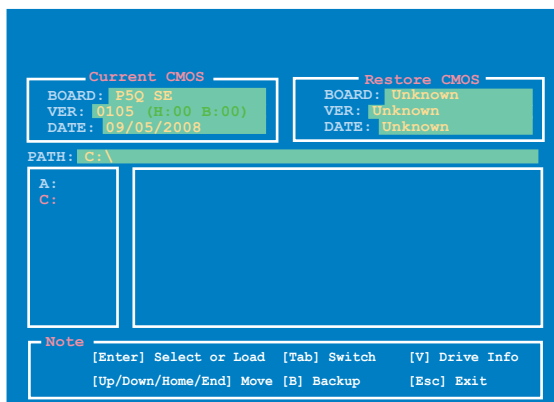 Current CMOS
BOARD: P5Q SE
VER: 0105 (H:00 B:00)
DATE: 09/05/2008
Restore CMOS
BOARD: Unknown
VER: Unknown
DATE: Unknown
PATH: C:\
A:
C:
Note
[Enter] Select or Load [Tab] Switch [V] Drive Info
[Up/Down/Home/End] Move [B] Backup [Esc] Exit